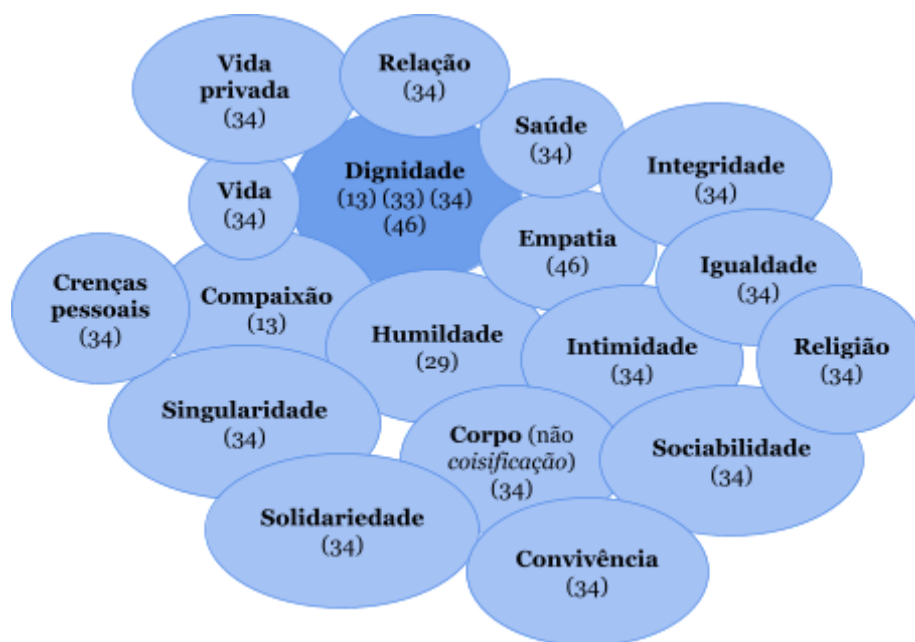 Vida
privada
(34)
Relação
(34)
Saúde
(34)
Dignidade
(13) (33) (34)
(46)
Integridade
(34)
Vida
(34)
Empatia
(46)
Igualdade
(34)
Crenças
pessoais
(34)
Compaixão
(13)
Humildade
(29)
Intimidade
(34)
Religião
(34)
Singularidade
(34)
Corpo (não
coisificação)
(34)
Sociabilidade
(34)
Solidariedade
(34)
Convivência
(34)